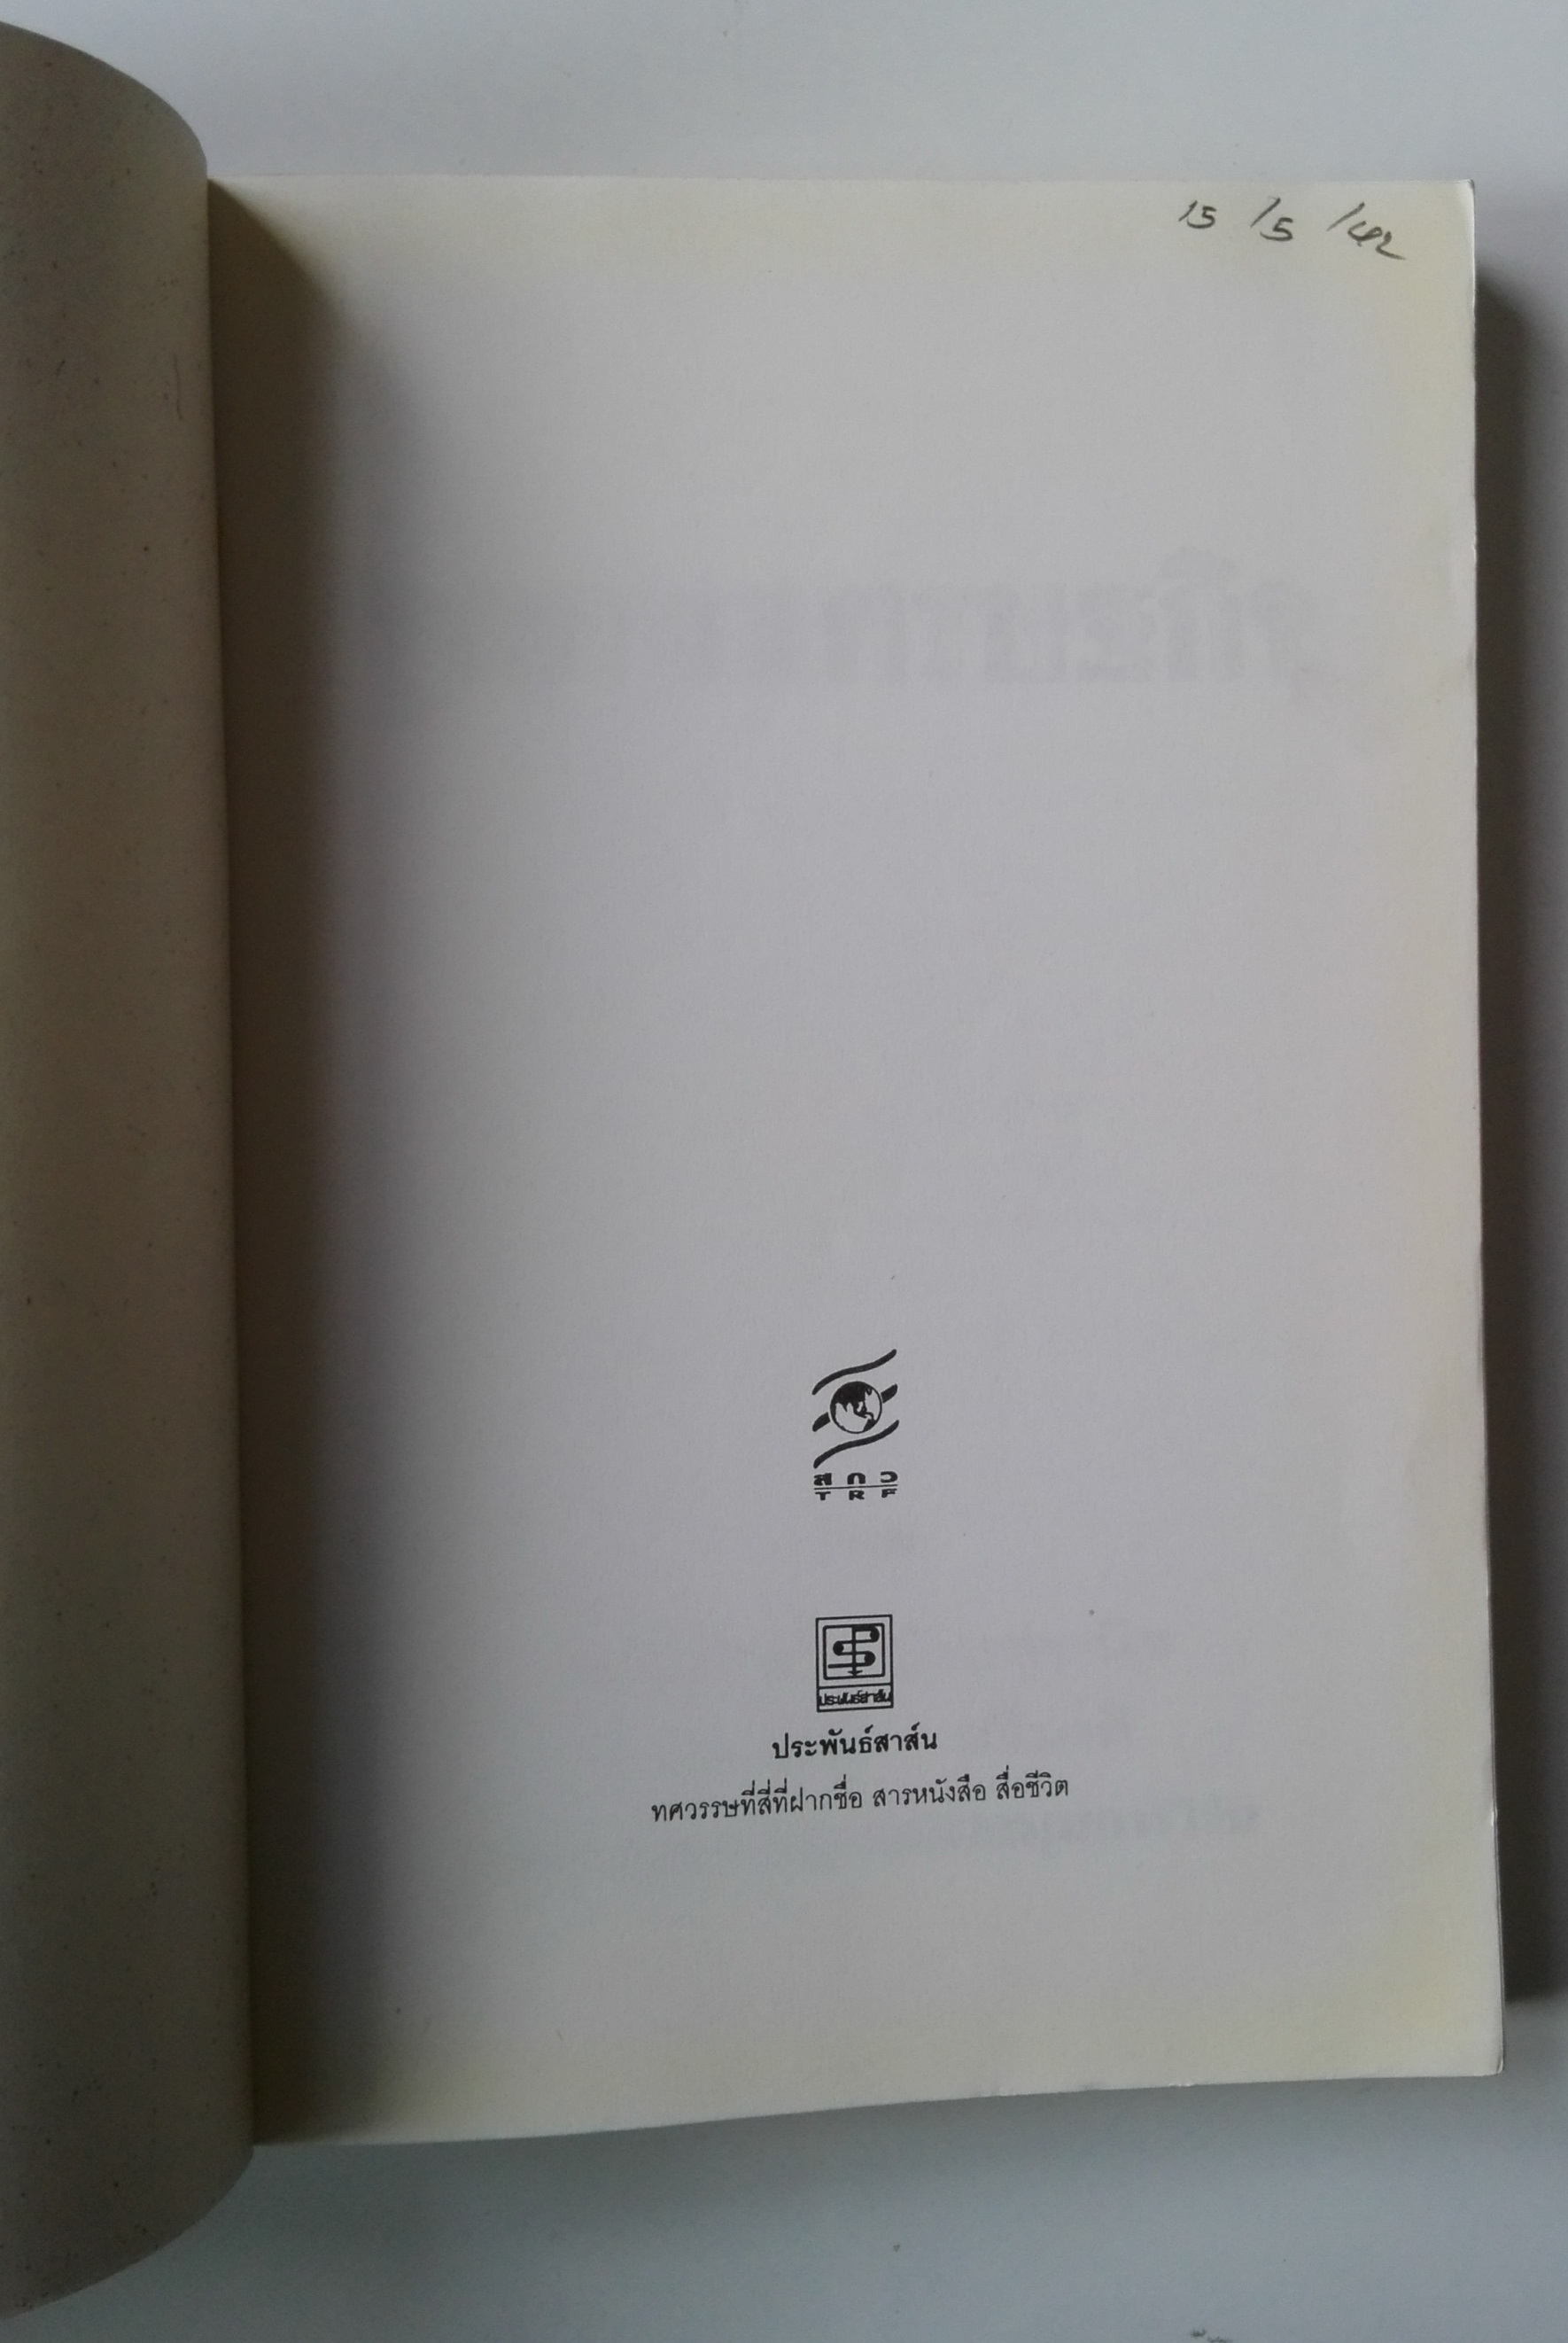 15 /5 /42
สกว
TRF
ประพันธ์สาส์น
ประพันธ์สาส์น
ทศวรรษที่สี่ที่ฝากชื่อ สารหนังสือ สื่อชีวิต